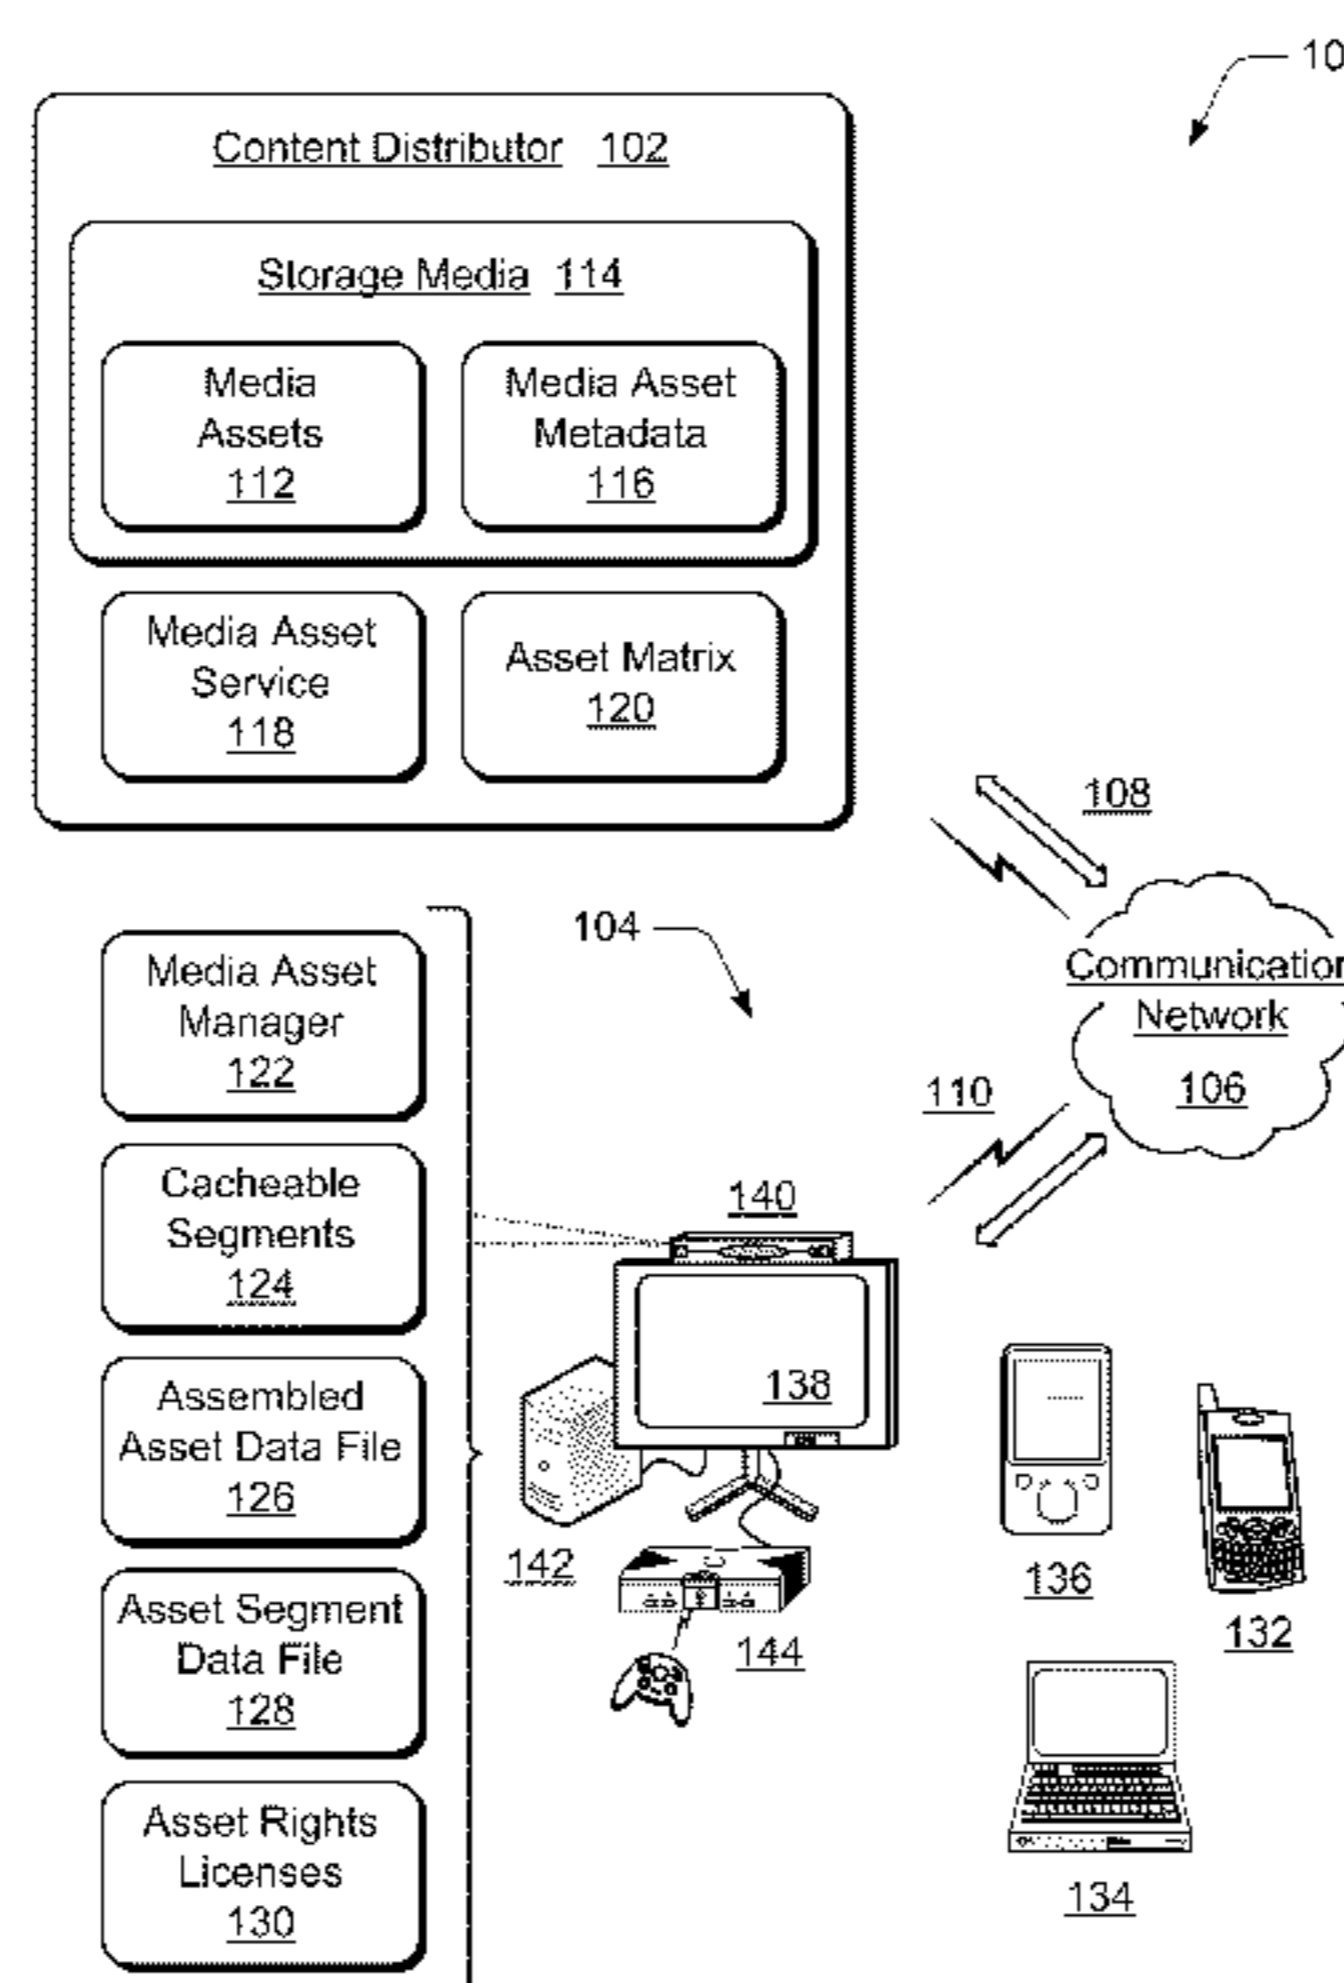 10
Content Distributor 102
Storage Media 114
Media
Assets
112
Media Asset
Metadata
116
Media Asset
Service
118
Asset Matrix
120
108
104
Communication
Network
106
110
Media Asset
Manager
122
Cacheable
Segments
124
Assembled
Asset Data File
126
Asset Segment
Data File
128
Asset Rights
Licenses
130
140
138
142
144
136
132
134